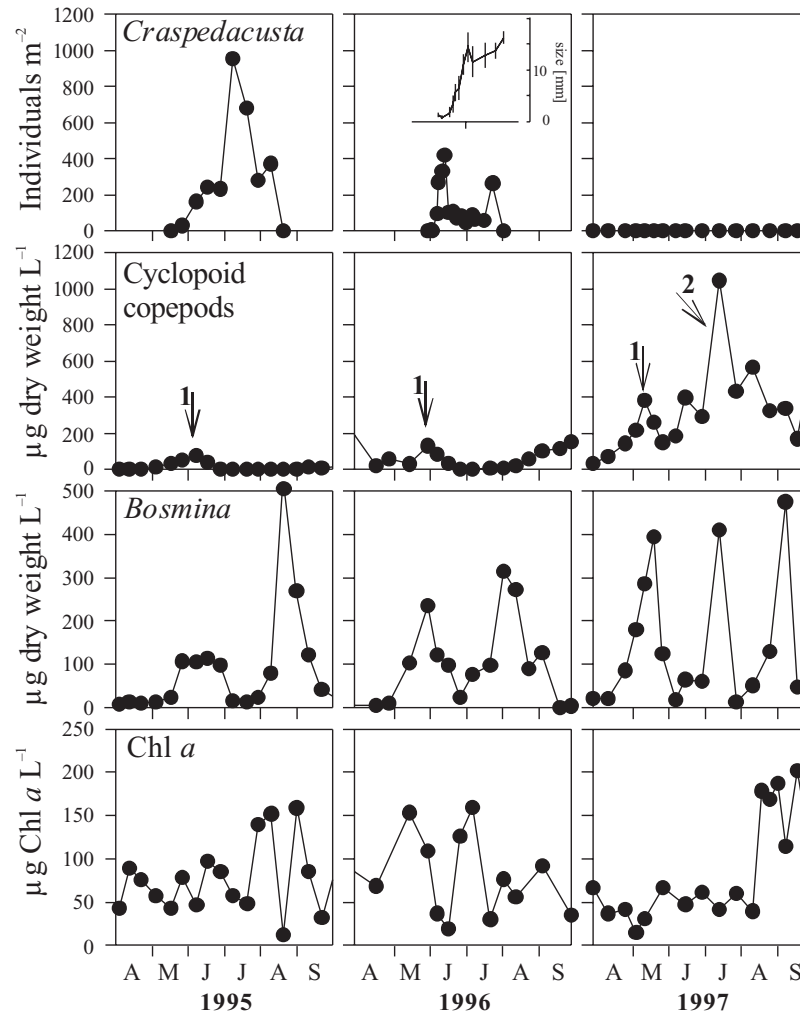 Craspedacusta
Individuals m⁻²
1200
1000
800
600
400
200
0
size [mm]
10
0
Cyclopoid
copepods
µg dry weight L⁻¹
1200
1000
800
600
400
200
0
1
1
1
2
Bosmina
µg dry weight L⁻¹
500
400
300
200
100
0
Chl a
µg Chl a L⁻¹
250
200
150
100
50
0
A M J J A S A M J J A S A M J J A S
1995 1996 1997